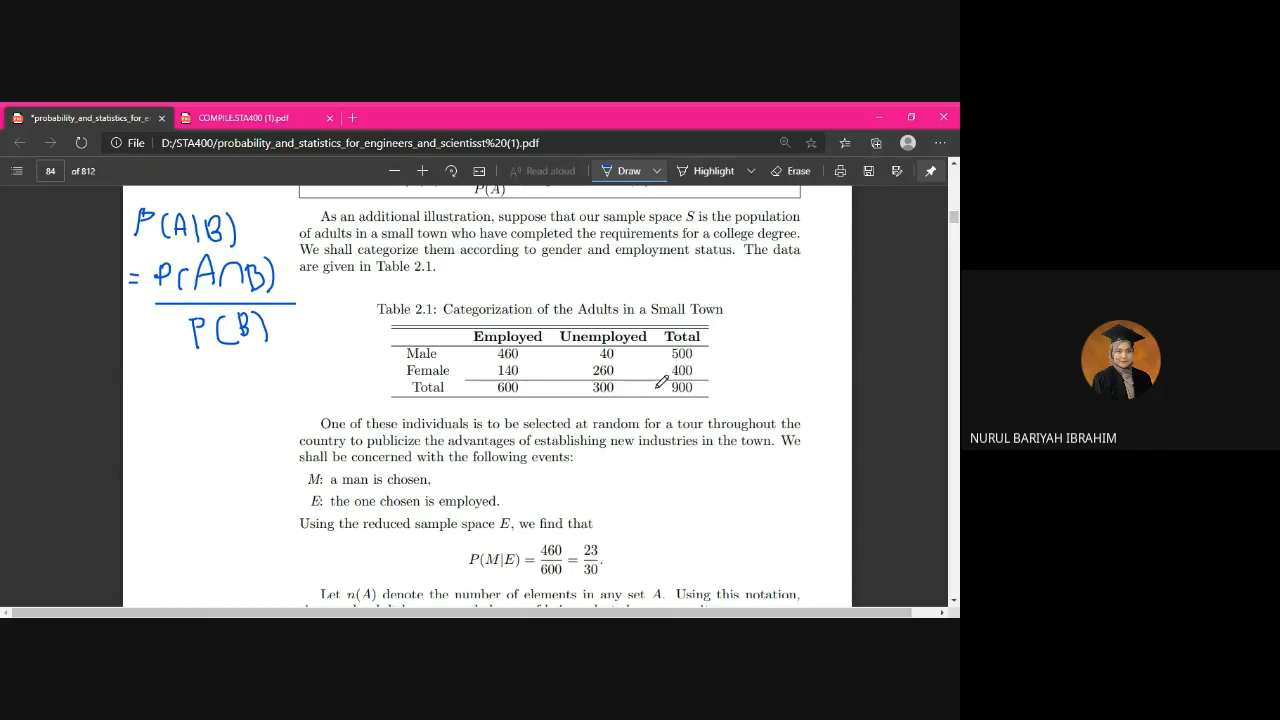 *probability_and_statistics_for_e
COMPILE.STA400 (1).pdf
File D:/STA400/probability_and_statistics_for_engineers_and_scientisst%20(1).pdf
84 of 812 Read aloud Draw Highlight Erase
P(A)
P(A|B)
= P(A∩B)
P(B)
As an additional illustration, suppose that our sample space S is the population
of adults in a small town who have completed the requirements for a college degree.
We shall categorize them according to gender and employment status. The data
are given in Table 2.1.
Table 2.1: Categorization of the Adults in a Small Town
Employed Unemployed Total
Male 460 40 500
Female 140 260 400
Total 600 300 900
One of these individuals is to be selected at random for a tour throughout the
country to publicize the advantages of establishing new industries in the town. We
shall be concerned with the following events:
M: a man is chosen,
E: the one chosen is employed.
Using the reduced sample space E, we find that
P(M|E) = 460/600 = 23/30.
Let n(A) denote the number of elements in any set A. Using this notation,
NURUL BARIYAH IBRAHIM